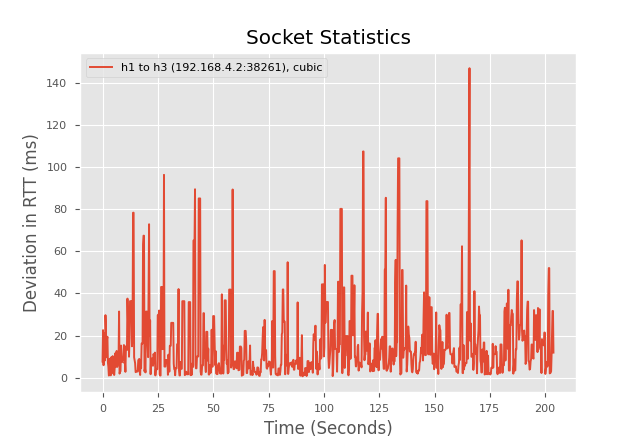 Socket Statistics
h1 to h3 (192.168.4.2:38261), cubic
Deviation in RTT (ms)
140
120
100
80
60
40
20
0
0 25 50 75 100 125 150 175 200
Time (Seconds)